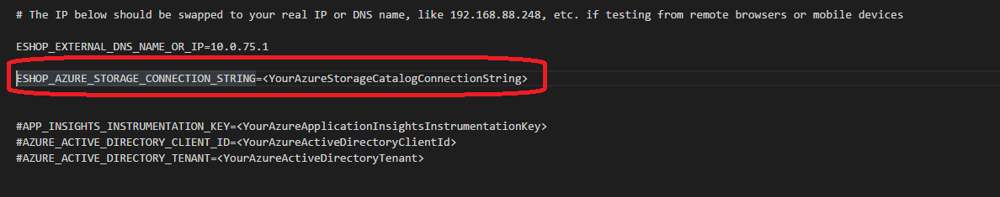 # The IP below should be swapped to your real IP or DNS name, like 192.168.88.248, etc. if testing from remote browsers or mobile devices
ESHOP_EXTERNAL_DNS_NAME_OR_IP=10.0.75.1
ESHOP_AZURE_STORAGE_CONNECTION_STRING=<YourAzureStorageCatalogConnectionString>
#APP_INSIGHTS_INSTRUMENTATION_KEY=<YourAzureApplicationInsightsInstrumentationKey>
#AZURE_ACTIVE_DIRECTORY_CLIENT_ID=<YourAzureActiveDirectoryClientId>
#AZURE_ACTIVE_DIRECTORY_TENANT=<YourAzureActiveDirectoryTenant>